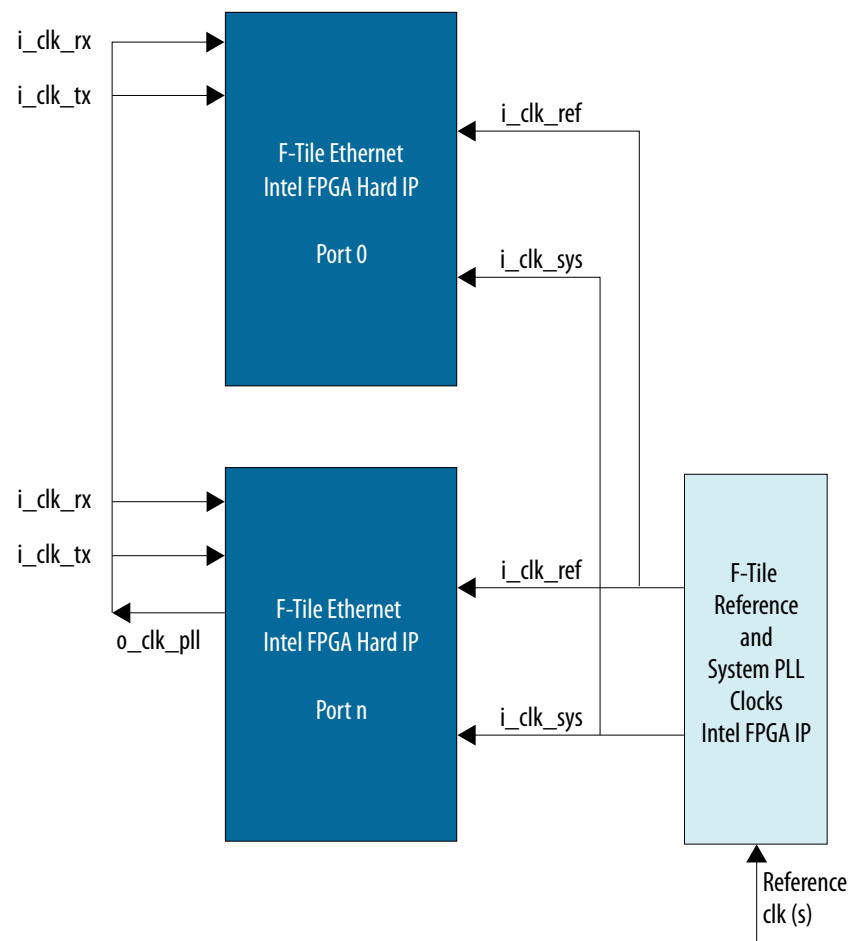 i_clk_rx
i_clk_tx
F-Tile Ethernet
Intel FPGA Hard IP
Port 0
i_clk_ref
i_clk_sys
i_clk_rx
i_clk_tx
o_clk_pll
F-Tile Ethernet
Intel FPGA Hard IP
Port n
i_clk_ref
i_clk_sys
F-Tile
Reference
and
System PLL
Clocks
Intel FPGA IP
Reference
clk (s)